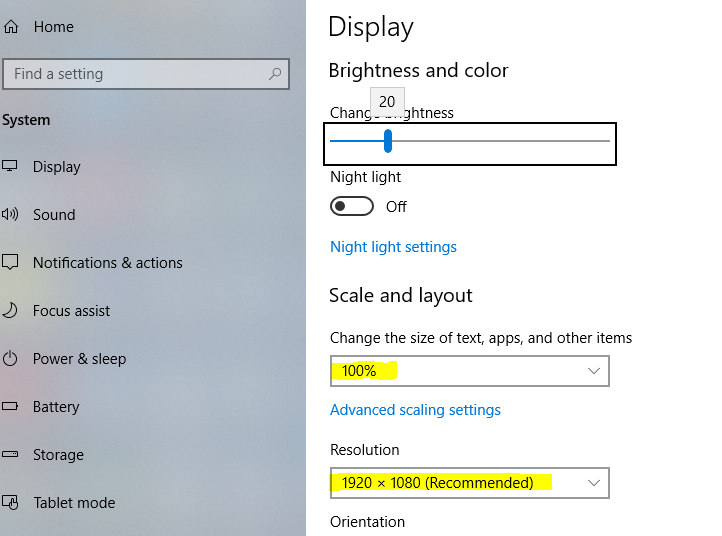 Home
Find a setting
System
Display
Sound
Notifications & actions
Focus assist
Power & sleep
Battery
Storage
Tablet mode
Display
Brightness and color
20
Change brightness
Night light
Off
Night light settings
Scale and layout
Change the size of text, apps, and other items
100%
Advanced scaling settings
Resolution
1920 × 1080 (Recommended)
Orientation